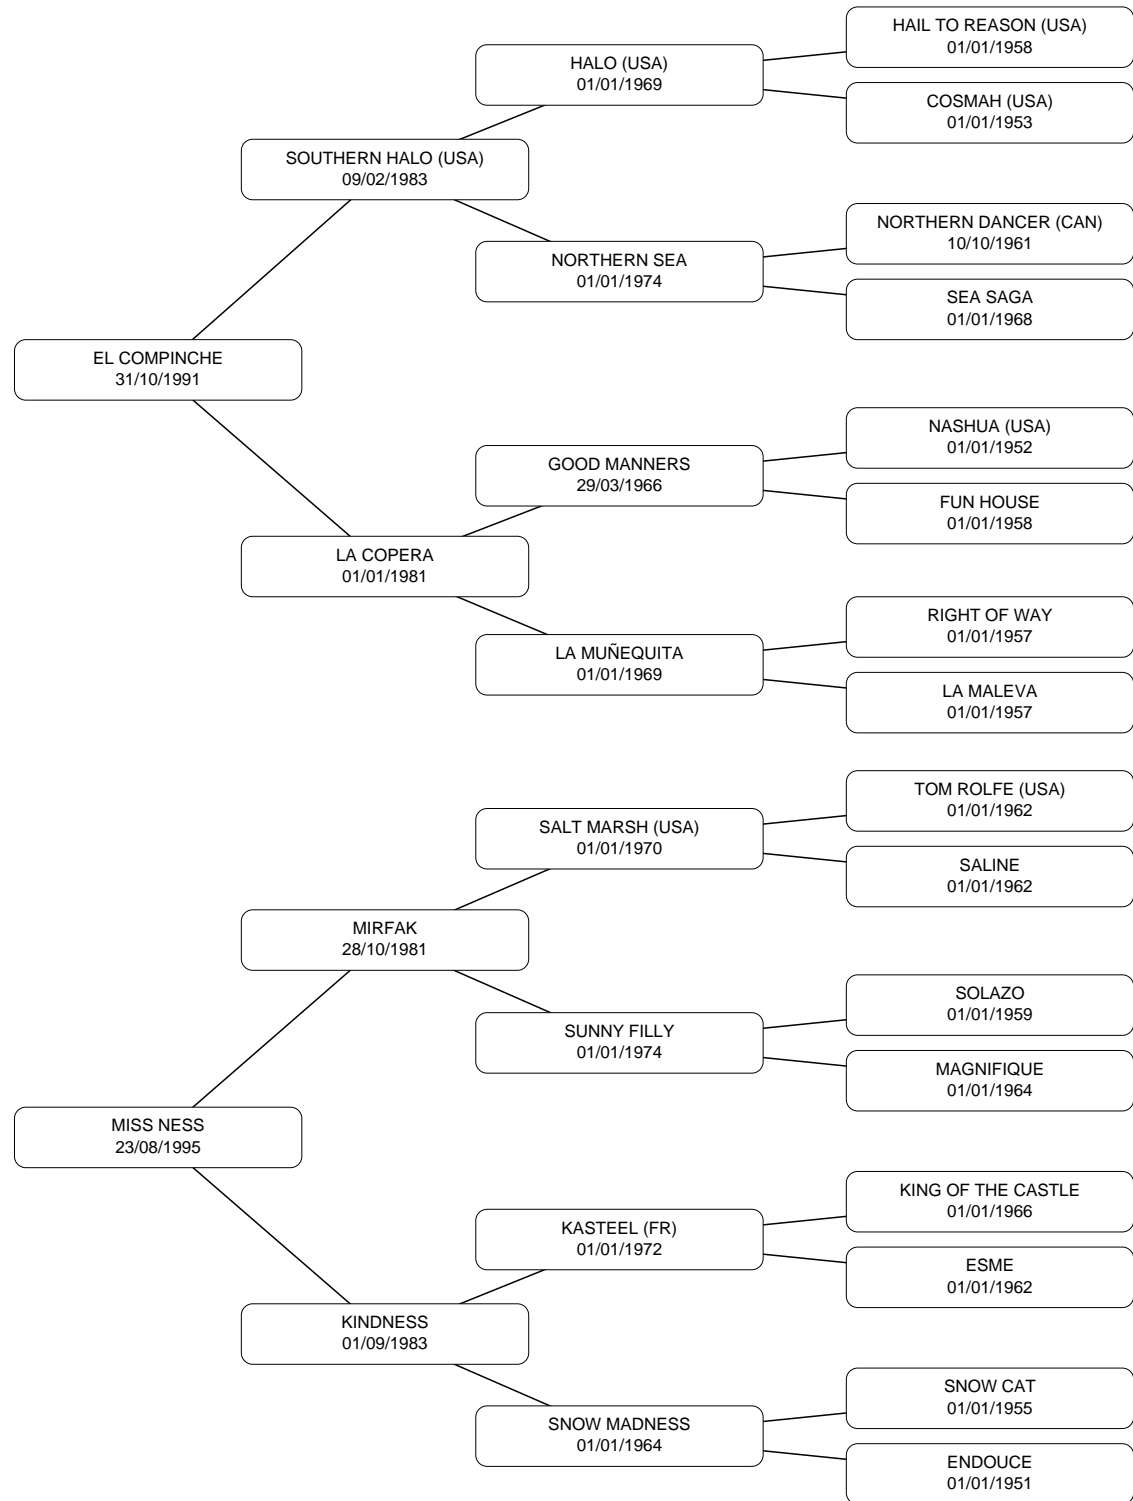 HAIL TO REASON (USA)
01/01/1958
HALO (USA)
01/01/1969
COSMAH (USA)
01/01/1953
SOUTHERN HALO (USA)
09/02/1983
NORTHERN DANCER (CAN)
10/10/1961
NORTHERN SEA
01/01/1974
SEA SAGA
01/01/1968
EL COMPINCHE
31/10/1991
NASHUA (USA)
01/01/1952
GOOD MANNERS
29/03/1966
FUN HOUSE
01/01/1958
LA COPERA
01/01/1981
RIGHT OF WAY
01/01/1957
LA MUÑEQUITA
01/01/1969
LA MALEVA
01/01/1957
TOM ROLFE (USA)
01/01/1962
SALT MARSH (USA)
01/01/1970
SALINE
01/01/1962
MIRFAK
28/10/1981
SOLAZO
01/01/1959
SUNNY FILLY
01/01/1974
MAGNIFIQUE
01/01/1964
MISS NESS
23/08/1995
KING OF THE CASTLE
01/01/1966
KASTEEL (FR)
01/01/1972
ESME
01/01/1962
KINDNESS
01/09/1983
SNOW CAT
01/01/1955
SNOW MADNESS
01/01/1964
ENDOUCE
01/01/1951